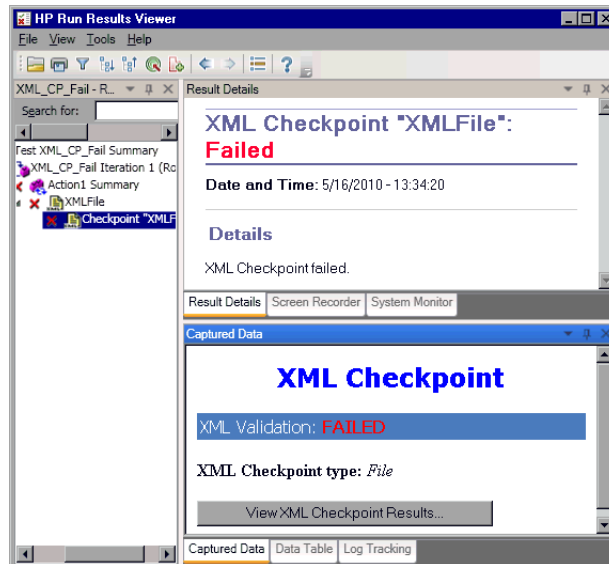 HP Run Results Viewer
File View Tools Help
XML_CP_Fail - R...
Search for:
Test XML_CP_Fail Summary
XML_CP_Fail Iteration 1 (Ro
Action1 Summary
XMLFile
Checkpoint "XMLF
Result Details
XML Checkpoint "XMLFile":
Failed
Date and Time: 5/16/2010 - 13:34:20
Details
XML Checkpoint failed.
Result Details Screen Recorder System Monitor
Captured Data
XML Checkpoint
XML Validation: FAILED
XML Checkpoint type: File
View XML Checkpoint Results...
Captured Data Data Table Log Tracking